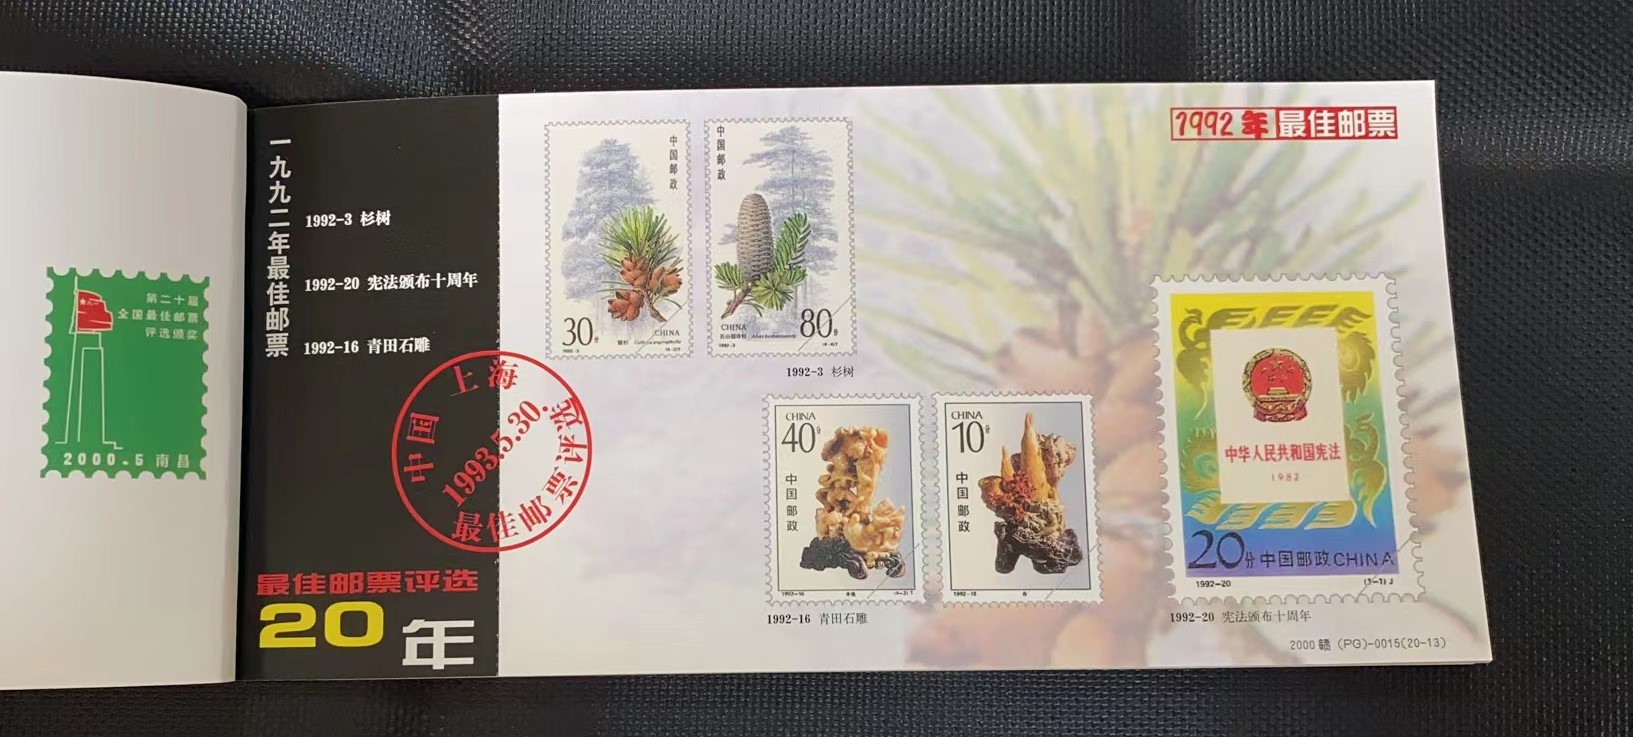 第二十届
全国最佳邮票
评选颁奖
2000.5 南昌
一九九二年最佳邮票
1992-3 杉树
1992-20 宪法颁布十周年
1992-16 青田石雕
中国 上海
1993.5.30.
最佳邮票评选
最佳邮票评选
20年
1992年 最佳邮票
中国邮政
30分
CHINA
1992-3
中国邮政
CHINA
80分
1992-3
1992-3 杉树
CHINA
40分
中国邮政
1992-16
CHINA
10分
中国邮政
1992-16
1992-16 青田石雕
中华人民共和国宪法
1982
20分 中国邮政 CHINA
1992-20
(1-1) J
1992-20 宪法颁布十周年
2000 赣 (PG)-0015(20-13)